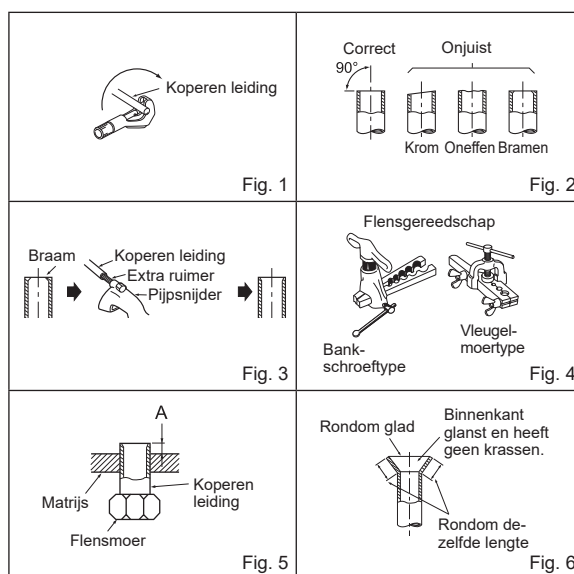 Koperen leiding
Fig. 1
Correct
Onjuist
90°
Krom Oneffen Bramen
Fig. 2
Braam
Koperen leiding
Extra ruimer
Pijpsnijder
Fig. 3
Flensgereedschap
Bank-
schroeftype
Vleugel-
moertype
Fig. 4
A
Matrijs
Koperen
leiding
Flensmoer
Fig. 5
Rondom glad
Binnenkant
glanst en heeft
geen krassen.
Rondom de-
zelfde lengte
Fig. 6